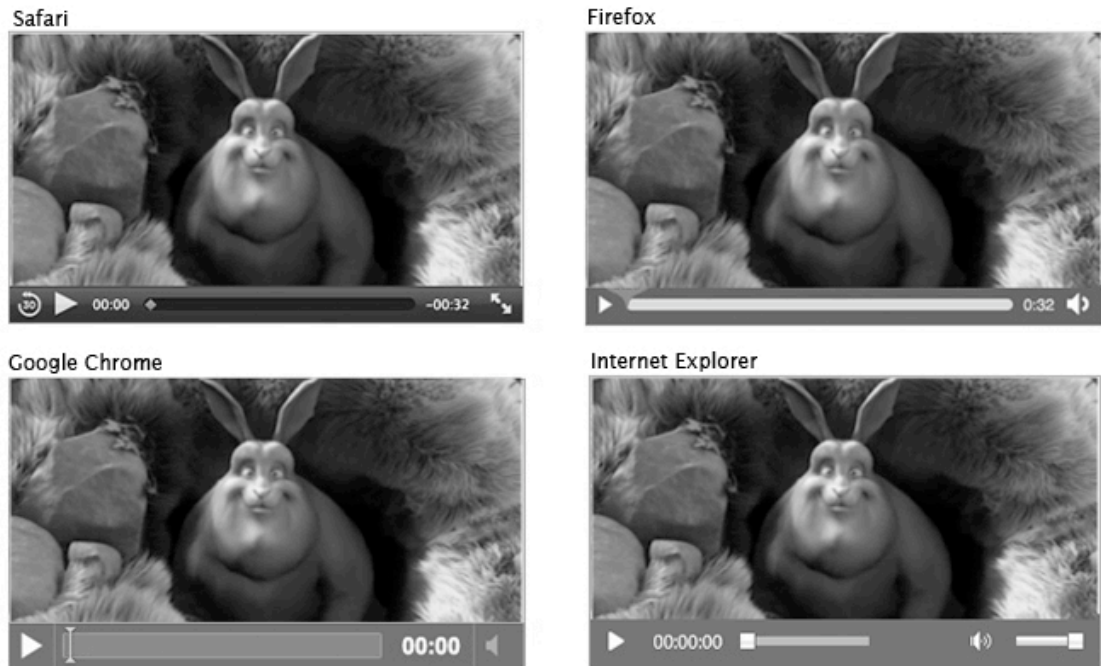 Safari
Firefox
30 00:00 -00:32
0:32
Google Chrome
Internet Explorer
00:00
00:00:00